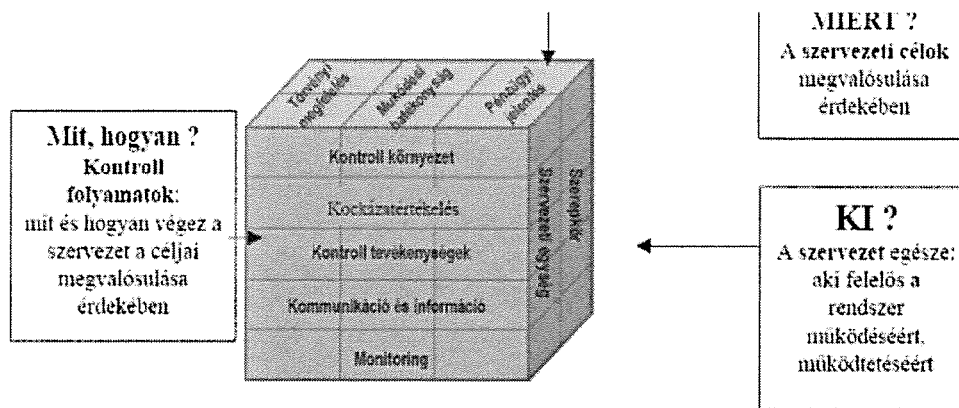 MIÉRT ?
A szervezeti célok
megvalósulása
érdekében
Törvényi
megfelelés
Működési
hatékonyság
Pénzügyi
jelentés
Mit, hogyan ?
Kontroll
folyamatok:
mit és hogyan végez a
szervezet a céljai
megvalósulása
érdekében
Kontroll környezet
Kockázatértékelés
Kontroll tevékenységek
Kommunikáció és információ
Monitoring
Szervezeti egység
Szerepkör
KI ?
A szervezet egésze:
aki felelős a
rendszer
működéséért,
működtetéséért